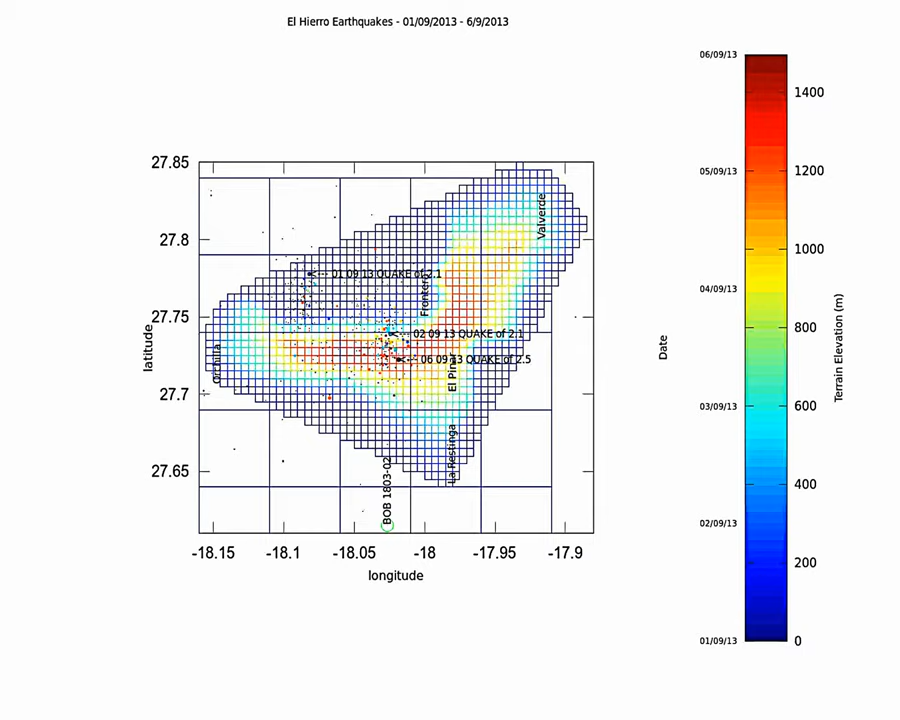 El Hierro Earthquakes - 01/09/2013 - 6/9/2013
06/09/13
1400
05/09/13
1200
1000
04/09/13
800
03/09/13
600
400
02/09/13
200
01/09/13
0
Date
Terrain Elevation (m)
27.85
27.8
27.75
27.7
27.65
latitude
Valverde
01 09 13 QUAKE of 2.1
Frontera
02 09 13 QUAKE of 2.1
06 09 13 QUAKE of 2.5
Orchilla
El Pinar
La Restinga
BOB 1803-02
-18.15
-18.1
-18.05
-18
-17.95
-17.9
longitude